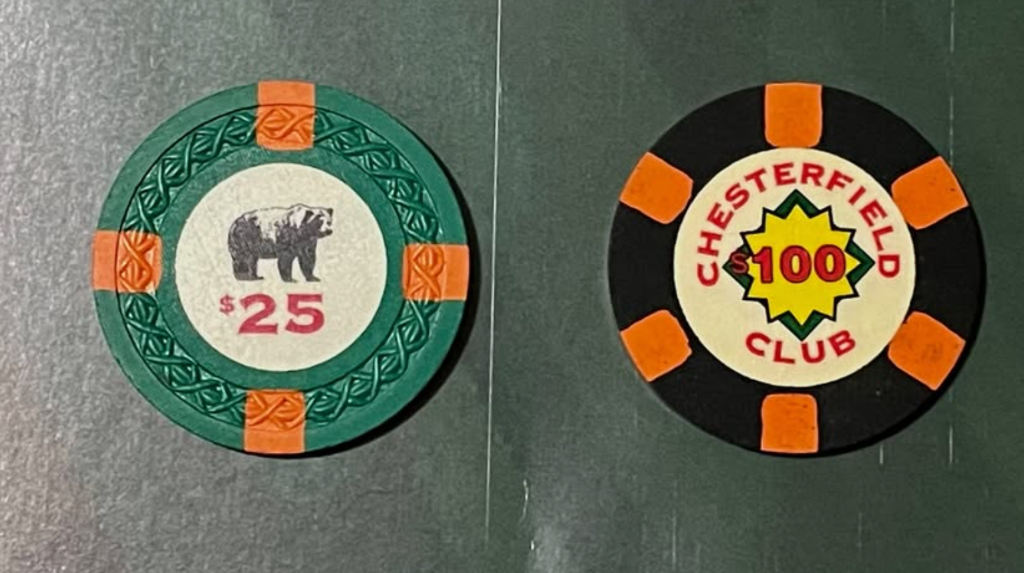 $25
CHESTERFIELD
$100
CLUB